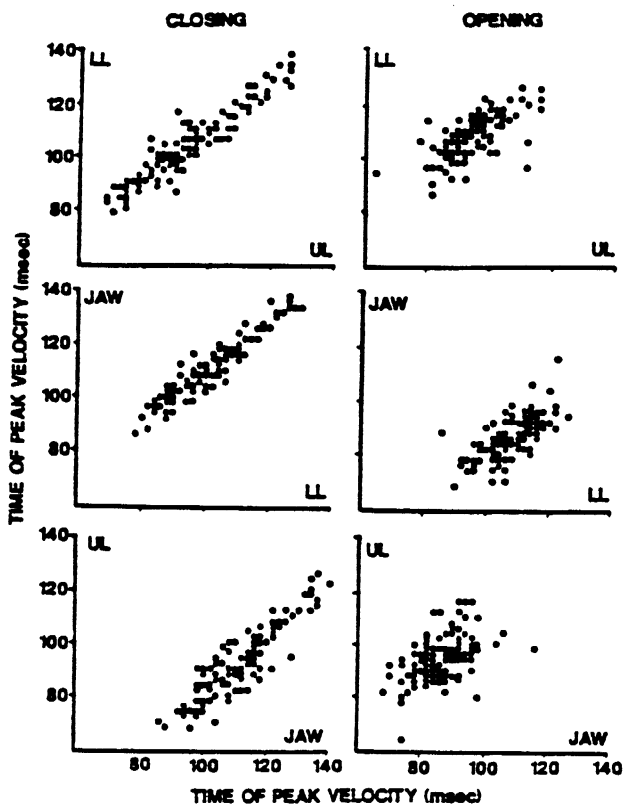 CLOSING OPENING
140 LL LL
120
100
80
UL UL
140 JAW JAW
120
100
80
LL LL
140 UL UL
120
100
80
JAW JAW
80 100 120 140 80 100 120 140
TIME OF PEAK VELOCITY (msec)
TIME OF PEAK VELOCITY (msec)